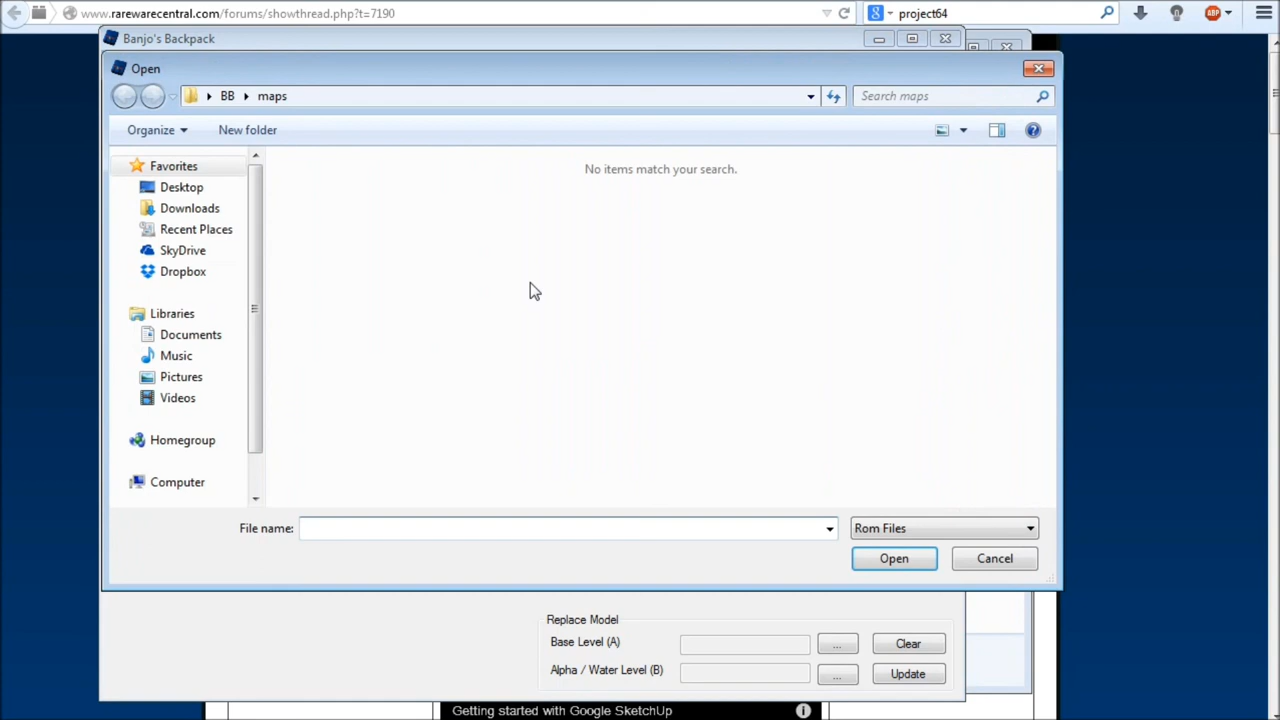 www.rarewarecentral.com/forums/showthread.php?t=7190
8
project64
ABP
Banjo's Backpack
Open
BB
maps
Search maps
Organize
New folder
Favorites
No items match your search.
Desktop
Downloads
Recent Places
SkyDrive
Dropbox
Libraries
Documents
Music
Pictures
Videos
Homegroup
Computer
File name:
Rom Files
Open
Cancel
Replace Model
Base Level (A)
...
Clear
Alpha / Water Level (B)
...
Update
Getting started with Google SketchUp